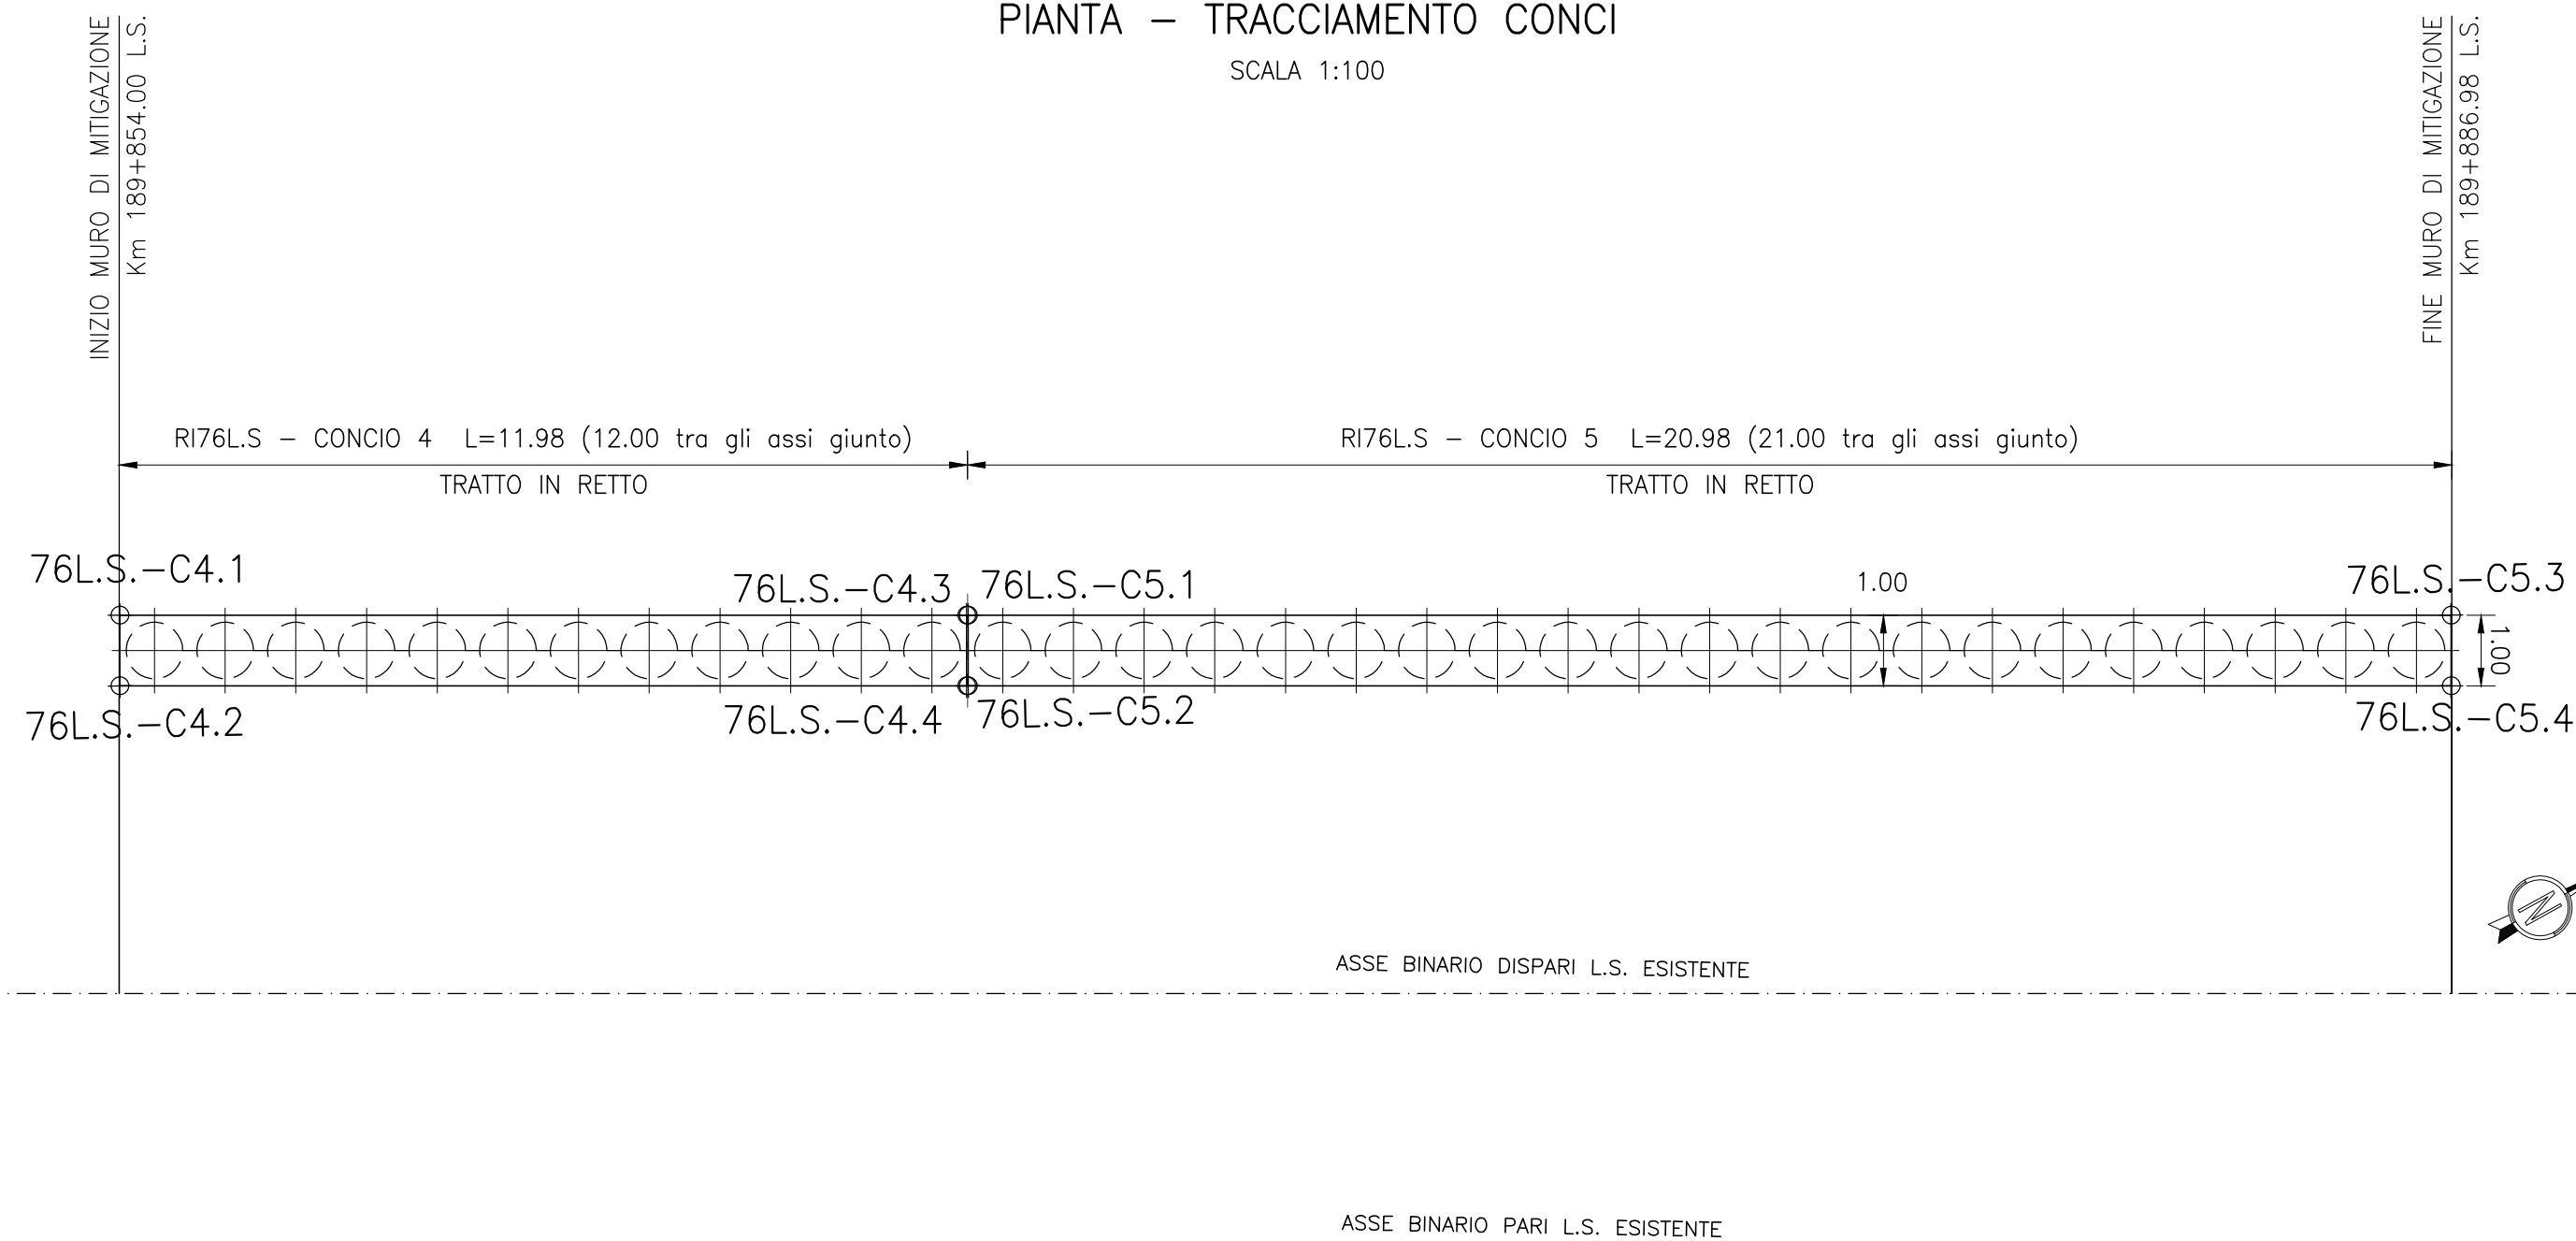 PIANTA – TRACCIAMENTO CONCI
SCALA 1:100
INIZIO MURO DI MITIGAZIONE
Km 189+854.00 L.S.
FINE MURO DI MITIGAZIONE
Km 189+886.98 L.S.
RI76L.S – CONCIO 4 L=11.98 (12.00 tra gli assi giunto)
TRATTO IN RETTO
RI76L.S – CONCIO 5 L=20.98 (21.00 tra gli assi giunto)
TRATTO IN RETTO
76L.S.–C4.1
76L.S.–C4.3
76L.S.–C5.1
1.00
76L.S.–C5.3
1.00
76L.S.–C4.2
76L.S.–C4.4
76L.S.–C5.2
76L.S.–C5.4
N
ASSE BINARIO DISPARI L.S. ESISTENTE
ASSE BINARIO PARI L.S. ESISTENTE